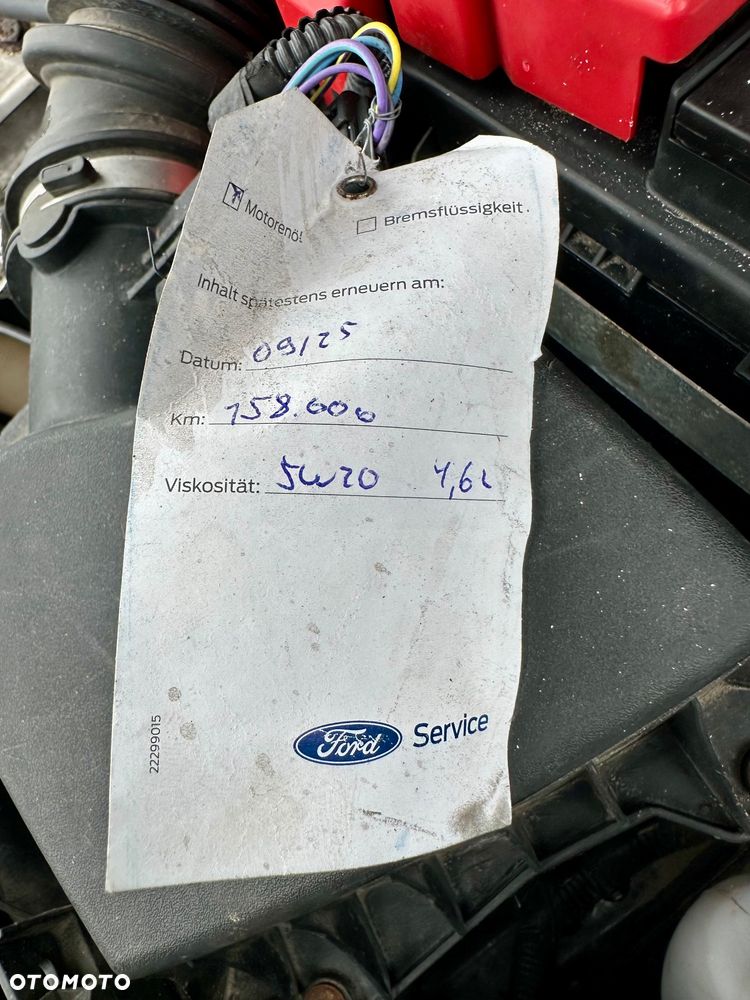 Motorenöl
Bremsflüssigkeit.
Inhalt spätestens erneuern am:
Datum: 09/25
Km: 158.000
Viskosität: 5W20 4,6L
22299015
Ford Service
OTOMOTO